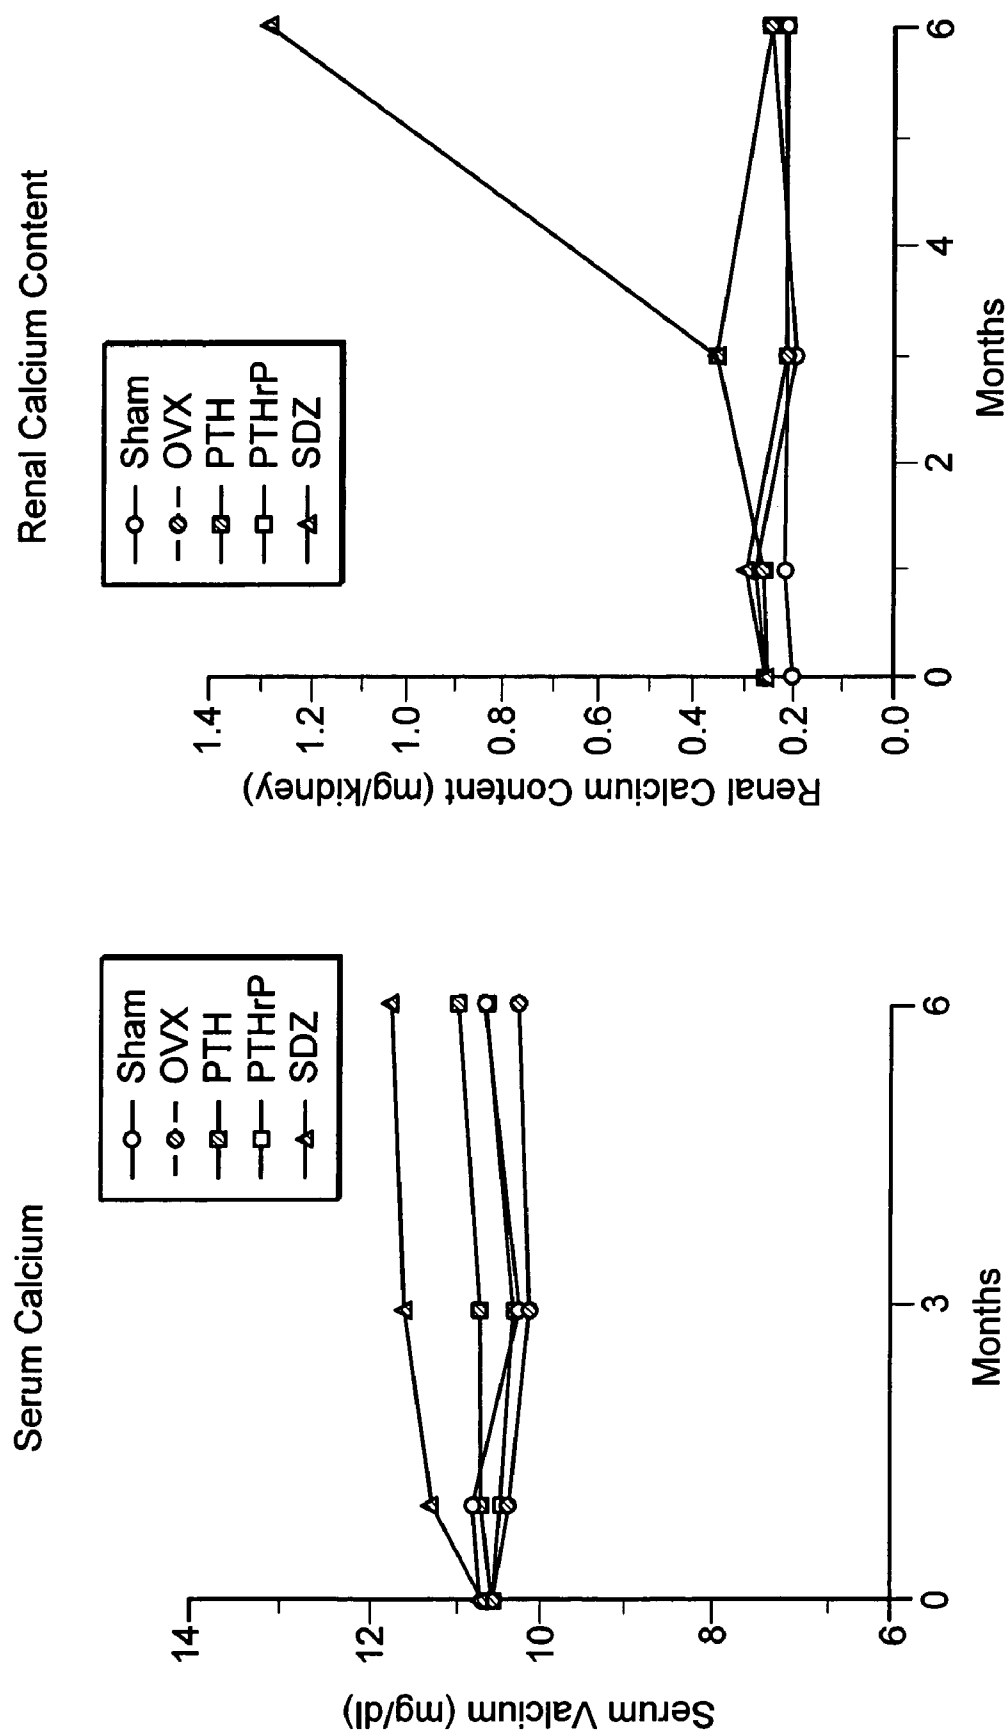 Serum Calcium
Sham
OVX
PTH
PTHrP
SDZ
Serum Valcium (mg/dl)
14
12
10
8
6
0
3
6
Months
Renal Calcium Content
Sham
OVX
PTH
PTHrP
SDZ
Renal Calcium Content (mg/kidney)
1.4
1.2
1.0
0.8
0.6
0.4
0.2
0.0
0
2
4
6
Months